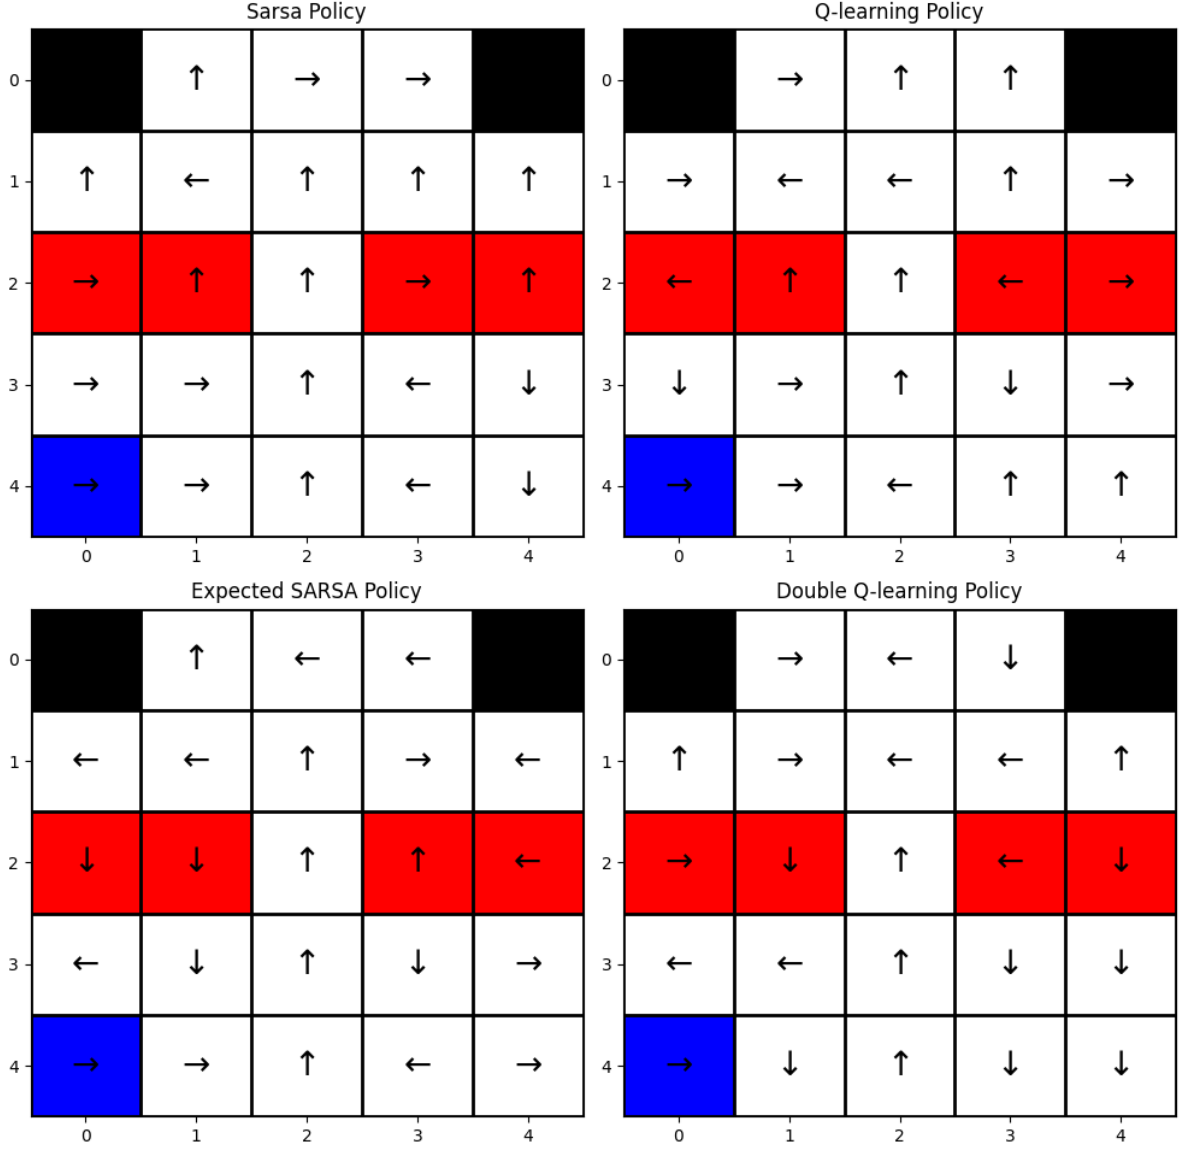 Sarsa Policy
0 ↑ → →
1 ↑ ← ↑ ↑ ↑
2 → ↑ ↑ → ↑
3 → → ↑ ← ↓
4 → → ↑ ← ↓
0 1 2 3 4
Q-learning Policy
0 → ↑ ↑
1 → ← ← ↑ →
2 ← ↑ ↑ ← →
3 ↓ → ↑ ↓ →
4 → → ← ↑ ↑
0 1 2 3 4
Expected SARSA Policy
0 ↑ ← ←
1 ← ← ↑ → ←
2 ↓ ↓ ↑ ↑ ←
3 ← ↓ ↑ ↓ →
4 → → ↑ ← →
0 1 2 3 4
Double Q-learning Policy
0 → ← ↓
1 ↑ → ← ← ↑
2 → ↓ ↑ ← ↓
3 ← ← ↑ ↓ ↓
4 → ↓ ↑ ↓ ↓
0 1 2 3 4